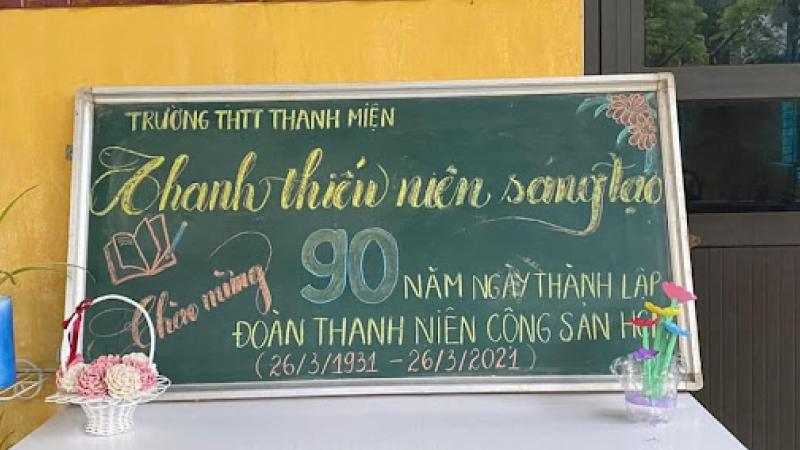 TRƯỜNG THTT THANH MIỆN
Thanh thiếu niên sáng tạo
Chào mừng 90 NĂM NGÀY THÀNH LẬP
ĐOÀN THANH NIÊN CỘNG SẢN
(26/3/1931 - 26/3/2021)